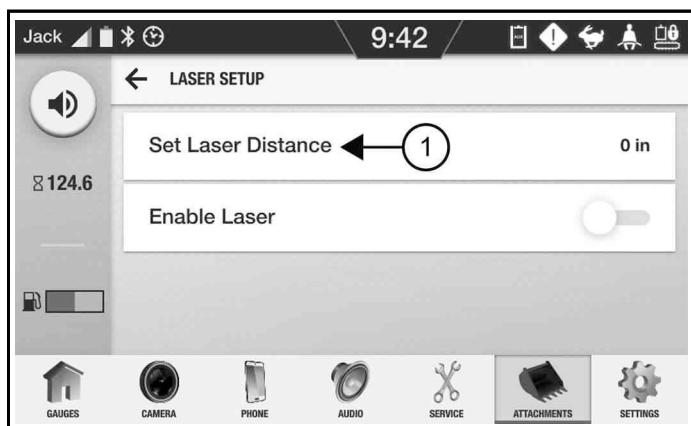 Jack 9:42
LASER SETUP
Set Laser Distance 1 0 in
124.6
Enable Laser
GAUGES CAMERA PHONE AUDIO SERVICE ATTACHMENTS SETTINGS